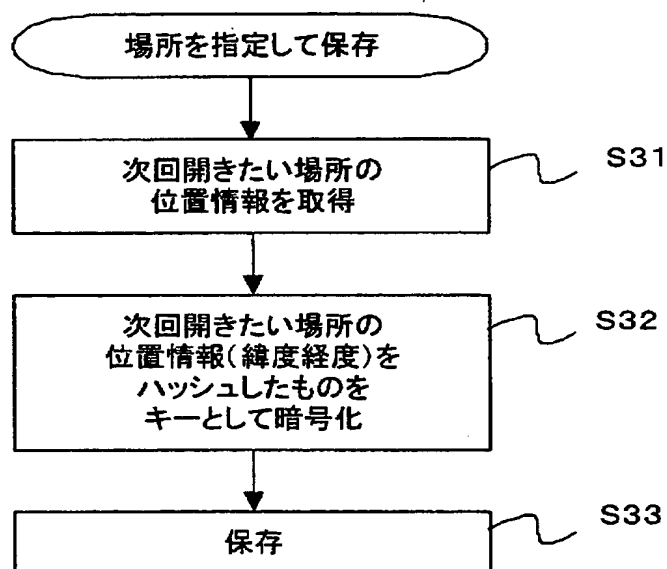 場所を指定して保存
次回開きたい場所の
位置情報を取得
S31
次回開きたい場所の
位置情報(緯度経度)を
ハッシュしたものを
キーとして暗号化
S32
保存
S33